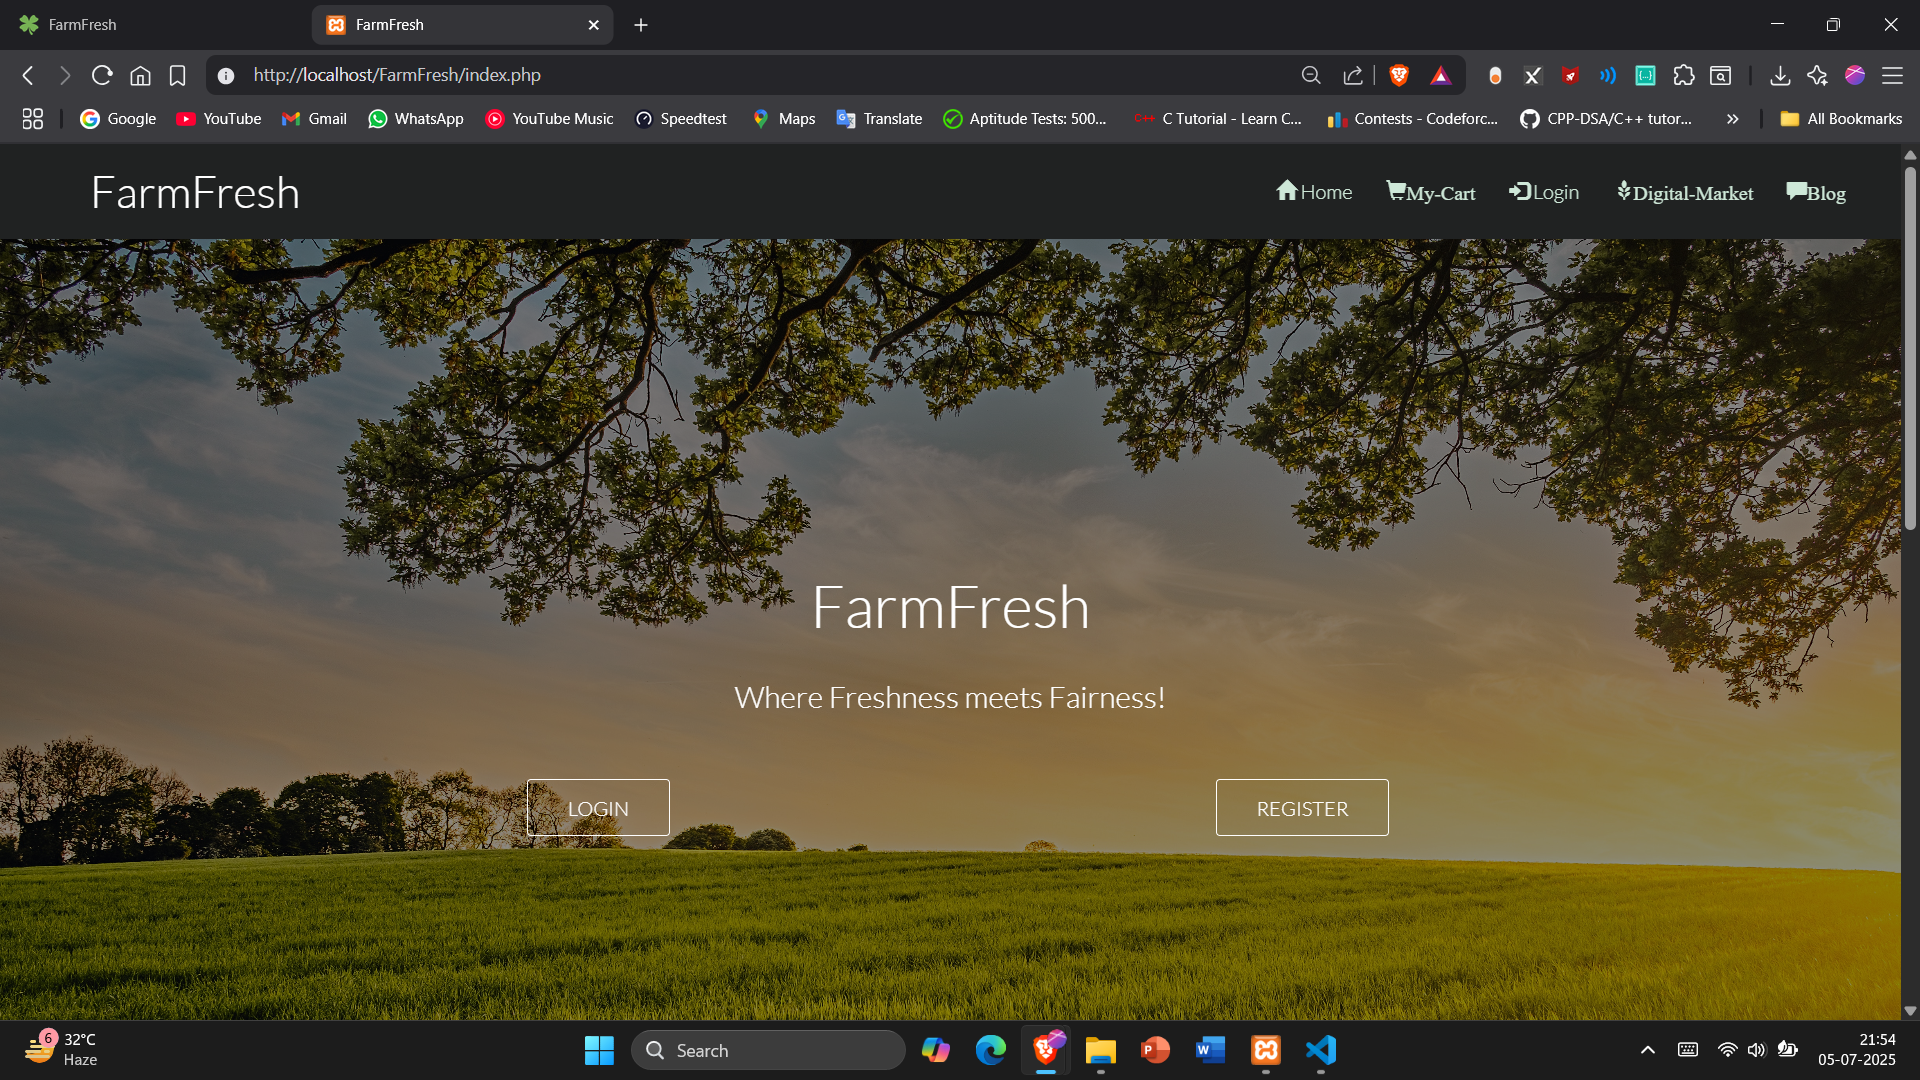 FarmFresh
FarmFresh
http://localhost/FarmFresh/index.php
Google
YouTube
Gmail
WhatsApp
YouTube Music
Speedtest
Maps
Translate
Aptitude Tests: 500...
C++ C Tutorial - Learn C...
Contests - Codeforc...
CPP-DSA/C++ tutor...
All Bookmarks
FarmFresh
Home
My-Cart
Login
Digital-Market
Blog
FarmFresh
Where Freshness meets Fairness!
LOGIN
REGISTER
6
32°C
Haze
Search
21:54
05-07-2025